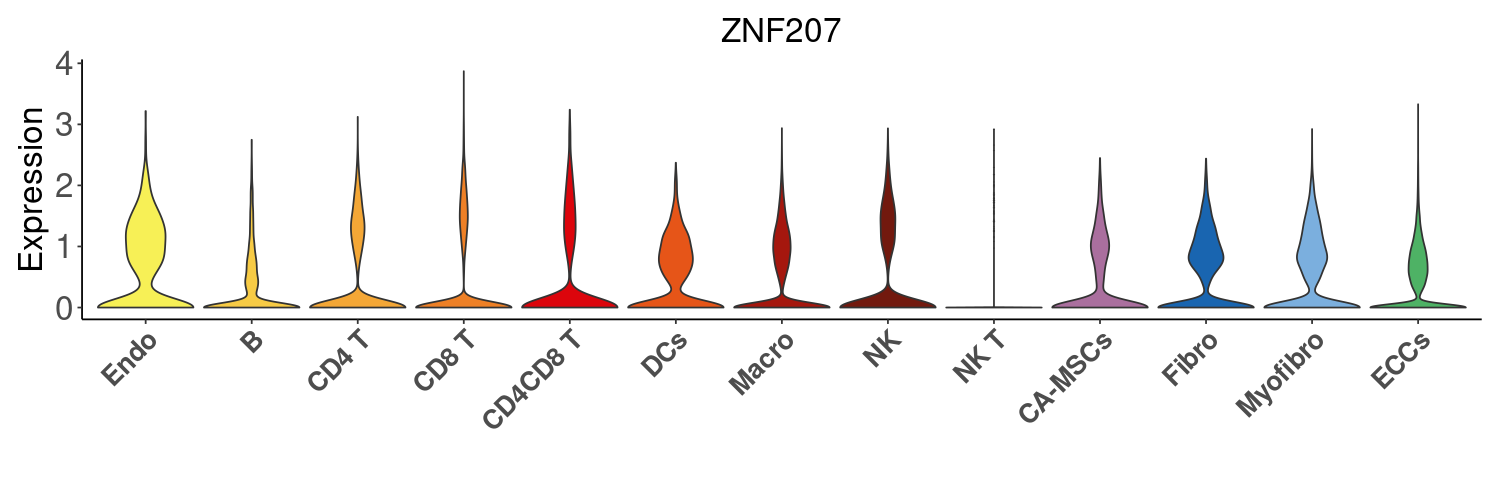 ZNF207
Expression
4
3
2
1
0
Endo
B
CD4 T
CD8 T
CD4CD8 T
DCs
Macro
NK
NK T
CA-MSCs
Fibro
Myofibro
ECCs